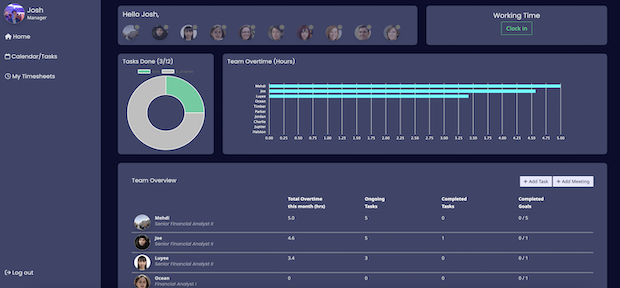 Josh
Manager
Home
Calendar/Tasks
My Timesheets
Log out
Hello Josh,
Working Time
Clock in
Tasks Done (3/12)
Team Overtime (Hours)
Mehdi
Joe
Luyee
Ocean
Timber
Parker
Jordan
Charlie
Jupiter
0.00 0.25 0.50 0.75 1.00 1.25 1.50 1.75 2.00 2.25 2.50 2.75 3.00 3.25 3.50 3.75 4.00 4.25 4.50 4.75 5.00
Team Overview
+ Add Task + Add Meeting
Total Overtime Ongoing Completed Completed
this month (hrs) Tasks Tasks Goals
Mehdi 5.0 5 0 0 / 5
Senior Financial Analyst II
Joe 4.6 5 1 0 / 1
Senior Financial Analyst II
Luyee 3.4 3 0 0 / 1
Senior Financial Analyst II
Ocean 0 0 0 0 / 1
Financial Analyst I